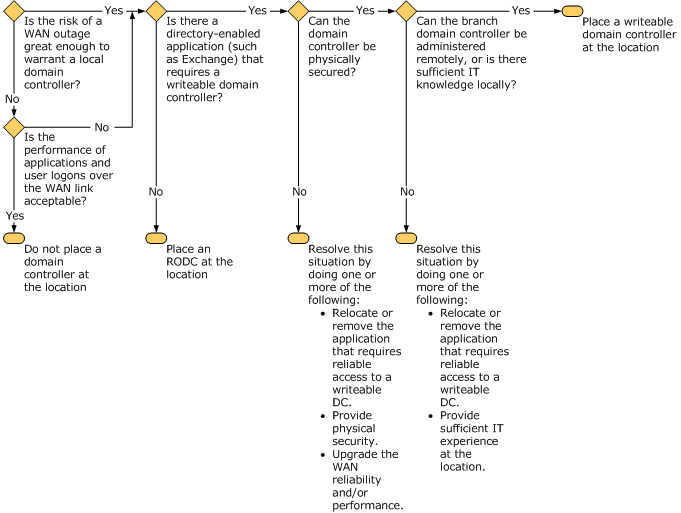 Yes
Is the risk of a
WAN outage
great enough to
warrant a local
domain
controller?
No
Is the
performance of
applications and
user logons over
the WAN link
acceptable?
No
Yes
Do not place a
domain
controller at
the location
Is there a
directory-enabled
application (such
as Exchange) that
requires a
writeable domain
controller?
Yes
No
Place an
RODC at the
location
Can the
domain
controller be
physically
secured?
Yes
No
Resolve this
situation by
doing one or
more of the
following:
• Relocate or
remove the
application
that requires
reliable
access to a
writeable
DC.
• Provide
physical
security.
• Upgrade the
WAN
reliability
and/or
performance.
Can the branch
domain controller be
administered
remotely, or is there
sufficient IT
knowledge locally?
Yes
No
Resolve this
situation by
doing one or
more of the
following:
• Relocate or
remove the
application
that requires
reliable
access to a
writeable
DC.
• Provide
sufficient IT
experience
at the
location.
Place a writeable
domain controller
at the location